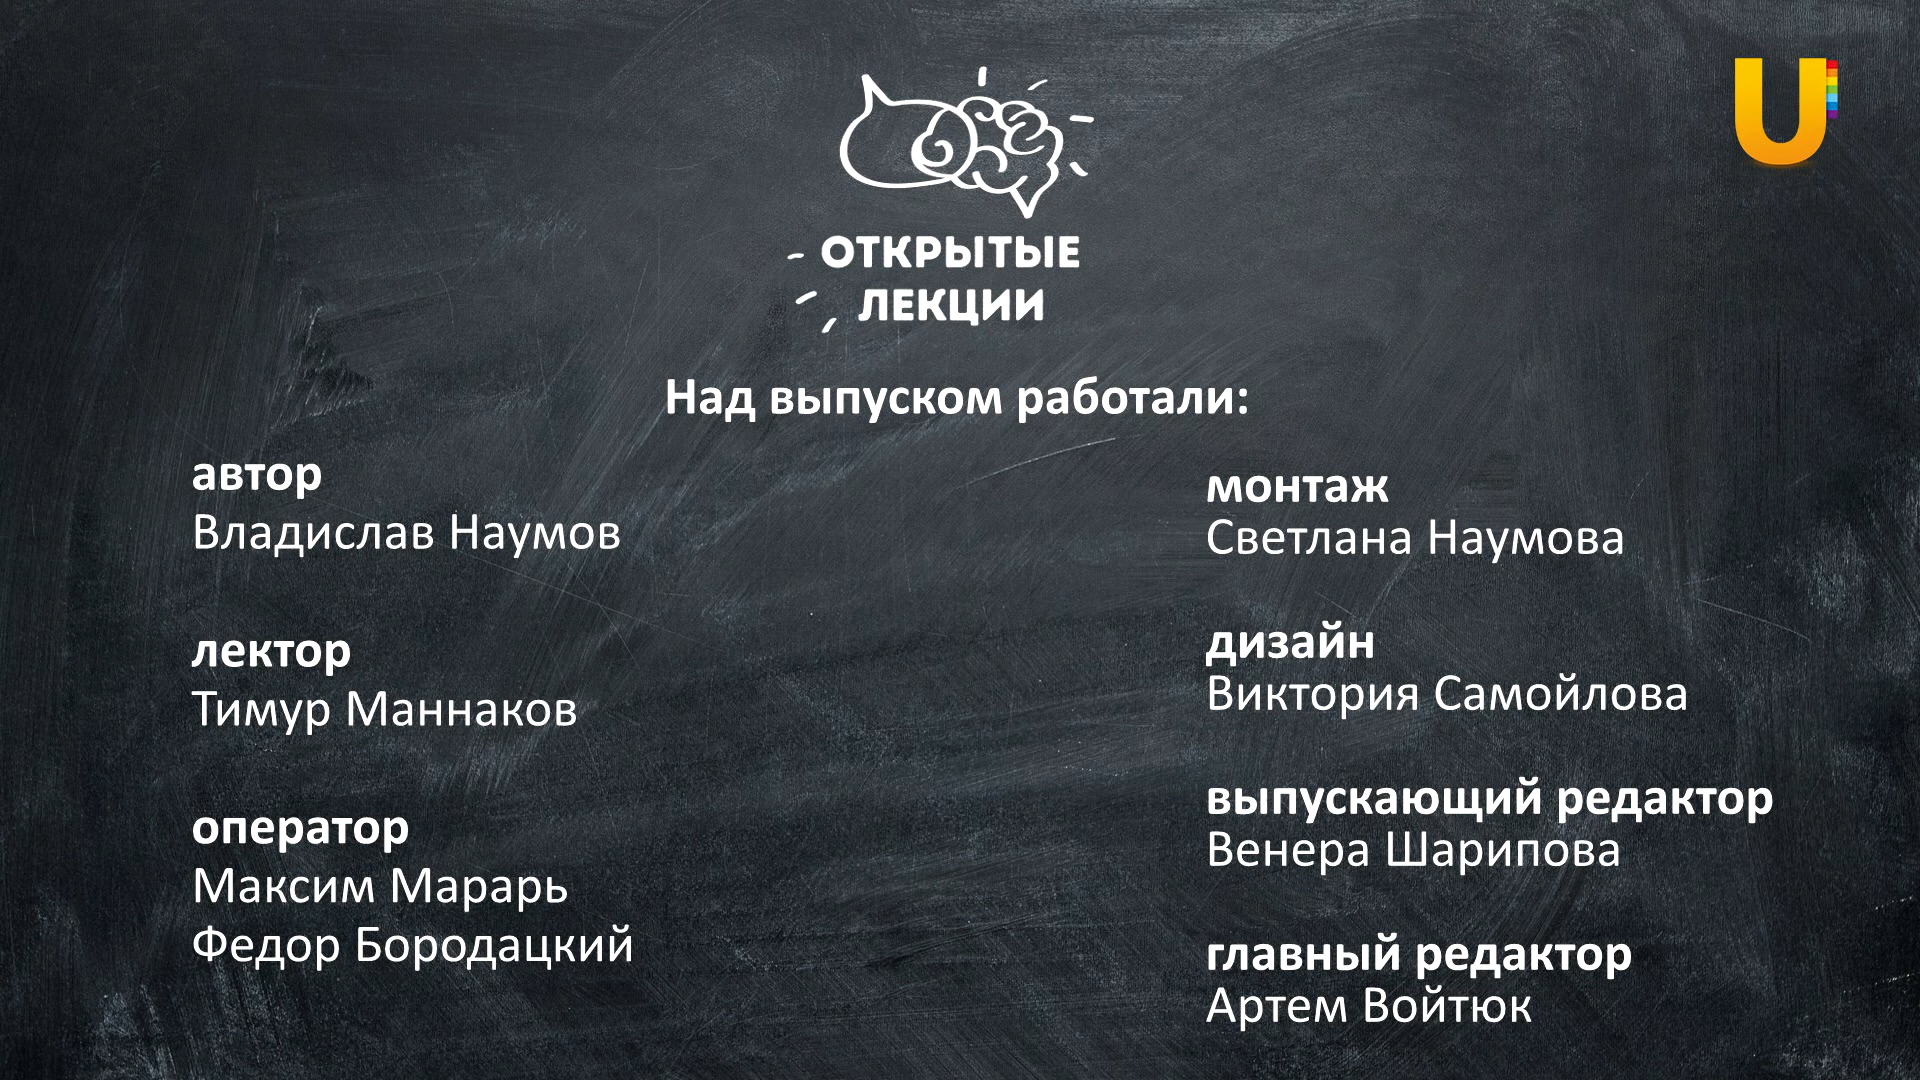 U
ОТКРЫТЫЕ
ЛЕКЦИИ
Над выпуском работали:
автор
Владислав Наумов
лектор
Тимур Маннаков
оператор
Максим Марарь
Федор Бородацкий
монтаж
Светлана Наумова
дизайн
Виктория Самойлова
выпускающий редактор
Венера Шарипова
главный редактор
Артем Войтюк